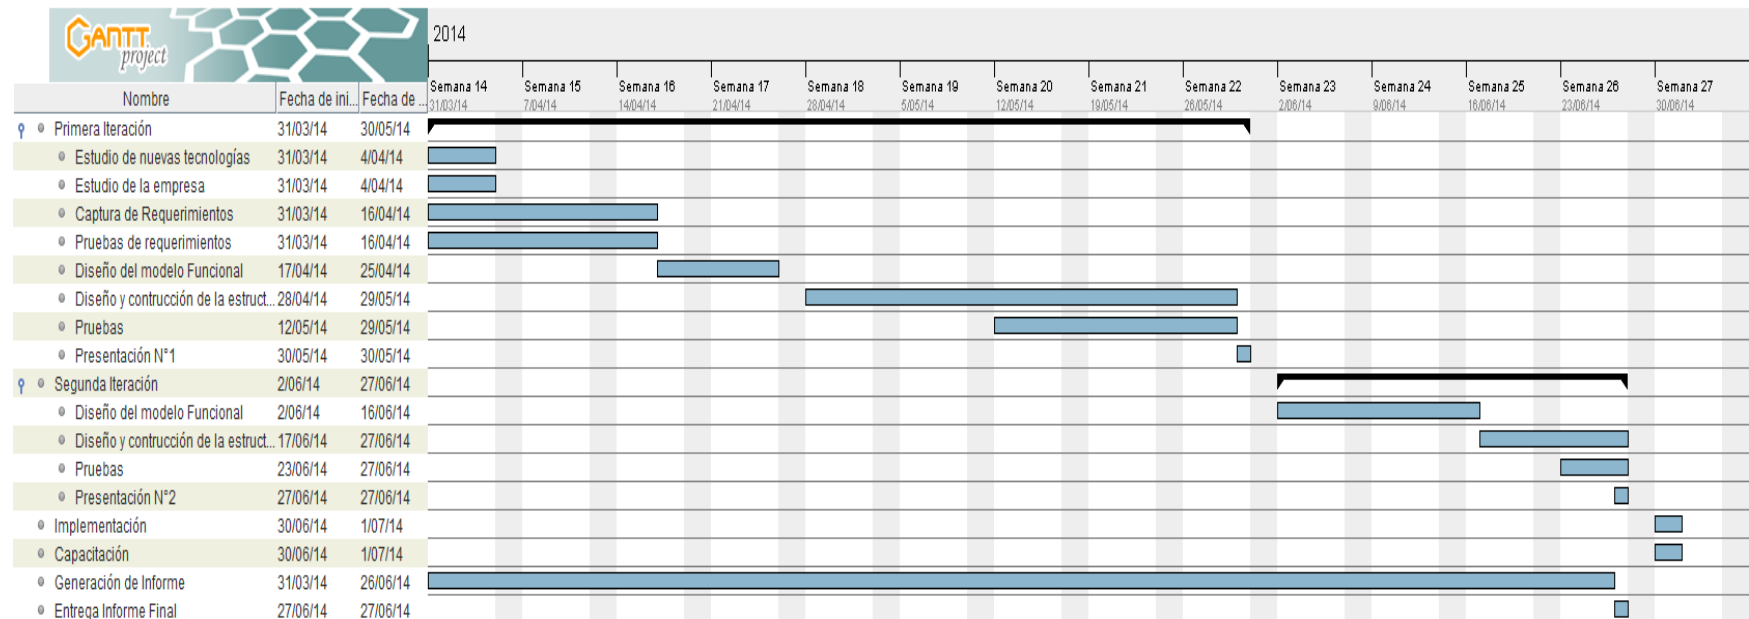 GANTT
project
2014
Nombre Fecha de ini... Fecha de ...
Semana 14 Semana 15 Semana 16 Semana 17 Semana 18 Semana 19 Semana 20 Semana 21 Semana 22 Semana 23 Semana 24 Semana 25 Semana 26 Semana 27
31/03/14 7/04/14 14/04/14 21/04/14 28/04/14 5/05/14 12/05/14 19/05/14 26/05/14 2/06/14 9/06/14 16/06/14 23/06/14 30/06/14
Primera Iteración 31/03/14 30/05/14
Estudio de nuevas tecnologías 31/03/14 4/04/14
Estudio de la empresa 31/03/14 4/04/14
Captura de Requerimientos 31/03/14 16/04/14
Pruebas de requerimientos 31/03/14 16/04/14
Diseño del modelo Funcional 17/04/14 25/04/14
Diseño y contrucción de la estruct... 28/04/14 29/05/14
Pruebas 12/05/14 29/05/14
Presentación N°1 30/05/14 30/05/14
Segunda Iteración 2/06/14 27/06/14
Diseño del modelo Funcional 2/06/14 16/06/14
Diseño y contrucción de la estruct... 17/06/14 27/06/14
Pruebas 23/06/14 27/06/14
Presentación N°2 27/06/14 27/06/14
Implementación 30/06/14 1/07/14
Capacitación 30/06/14 1/07/14
Generación de Informe 31/03/14 26/06/14
Entrega Informe Final 27/06/14 27/06/14